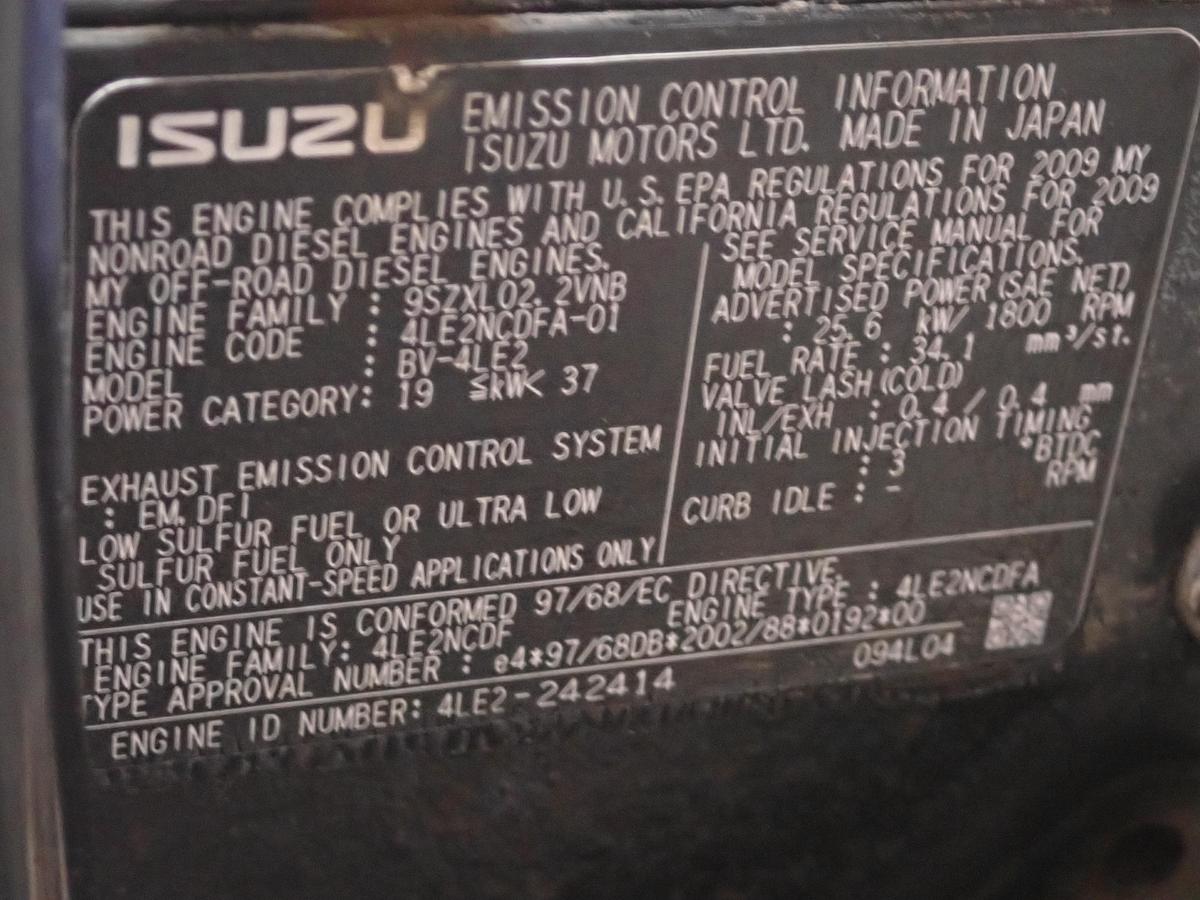 ISUZU
EMISSION CONTROL INFORMATION
ISUZU MOTORS LTD. MADE IN JAPAN
THIS ENGINE COMPLIES WITH U.S. EPA REGULATIONS FOR 2009 MY
NONROAD DIESEL ENGINES AND CALIFORNIA REGULATIONS FOR 2009
MY OFF-ROAD DIESEL ENGINES.
ENGINE FAMILY : 9SZXL02.2VNB
ENGINE CODE : 4LE2NCDFA-01
MODEL : BV-4LE2
POWER CATEGORY: 19 ≦kW< 37
EXHAUST EMISSION CONTROL SYSTEM
: EM, DFI
LOW SULFUR FUEL OR ULTRA LOW
SULFUR FUEL ONLY
USE IN CONSTANT-SPEED APPLICATIONS ONLY
SEE SERVICE MANUAL FOR
MODEL SPECIFICATIONS.
ADVERTISED POWER (SAE NET)
: 25.6 kW/ 1800 RPM
FUEL RATE : 34.1 mm³/st.
VALVE LASH (COLD)
INL/EXH : 0.4 / 0.4 mm
INITIAL INJECTION TIMING
: 3 °BTDC
CURB IDLE : - RPM
THIS ENGINE IS CONFORMED 97/68/EC DIRECTIVE.
ENGINE FAMILY: 4LE2NCDF ENGINE TYPE : 4LE2NCDFA
TYPE APPROVAL NUMBER : e4*97/68DB*2002/88*0192*00
ENGINE ID NUMBER: 4LE2-242414 094L04